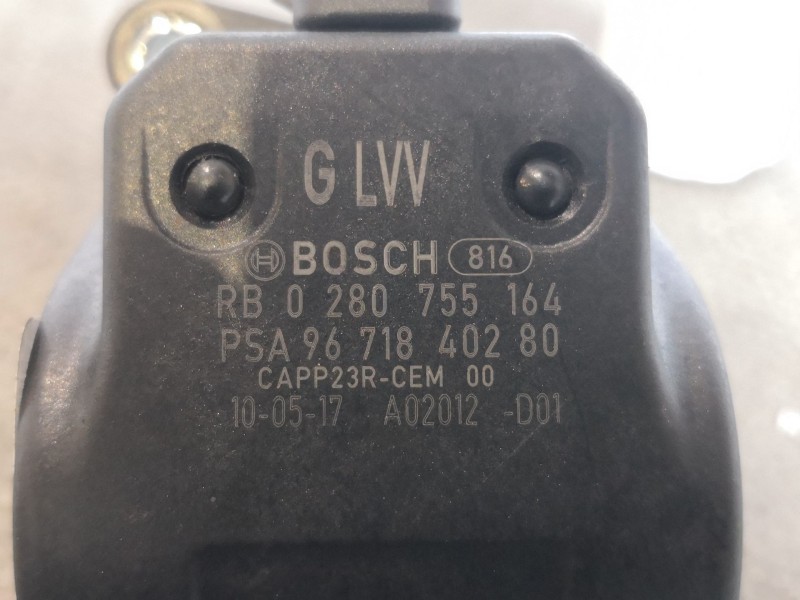 G LVV
BOSCH 816
RB 0 280 755 164
PSA 96 718 402 80
CAPP23R-CEM 00
10-05-17 A02012 -D01